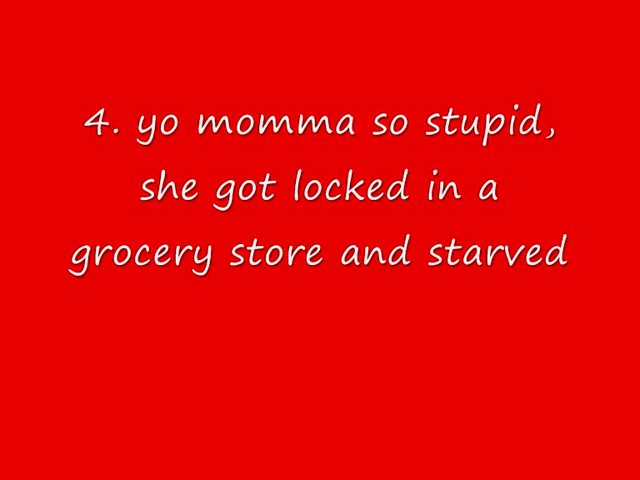 4. yo momma so stupid,
she got locked in a
grocery store and starved